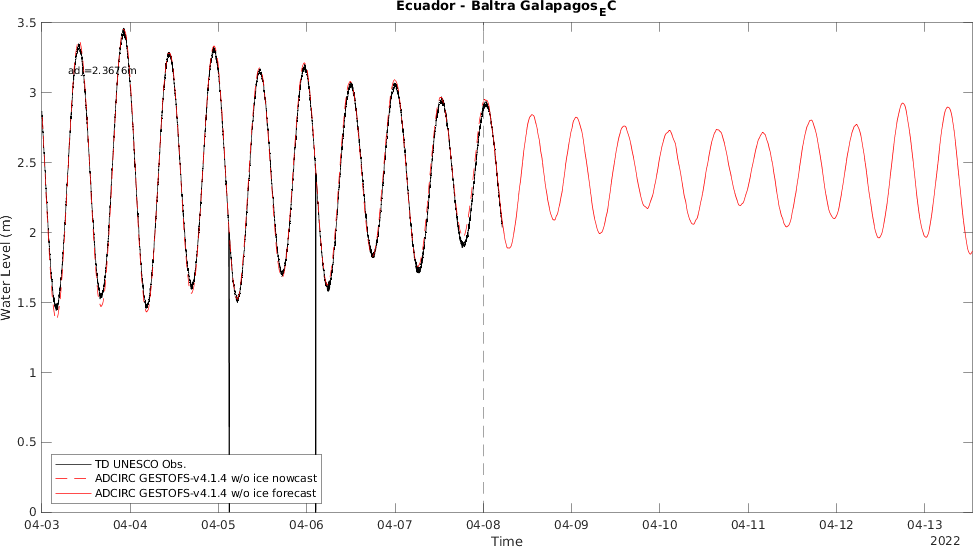 Ecuador - Baltra Galapagos_EC
3.5
adj=2.3676m
3
2.5
2
1.5
1
0.5
0
Water Level (m)
TD UNESCO Obs.
ADCIRC GESTOFS-v4.1.4 w/o ice nowcast
ADCIRC GESTOFS-v4.1.4 w/o ice forecast
04-03 04-04 04-05 04-06 04-07 04-08 04-09 04-10 04-11 04-12 04-13
Time
2022